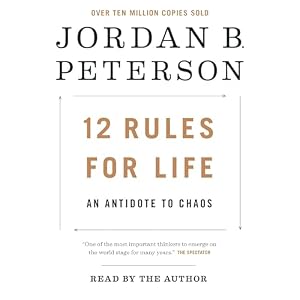 OVER TEN MILLION COPIES SOLD
JORDAN B.
PETERSON
12 RULES
FOR LIFE
AN ANTIDOTE TO CHAOS
"One of the most important thinkers to emerge on
the world stage for many years." THE SPECTATOR
READ BY THE AUTHOR